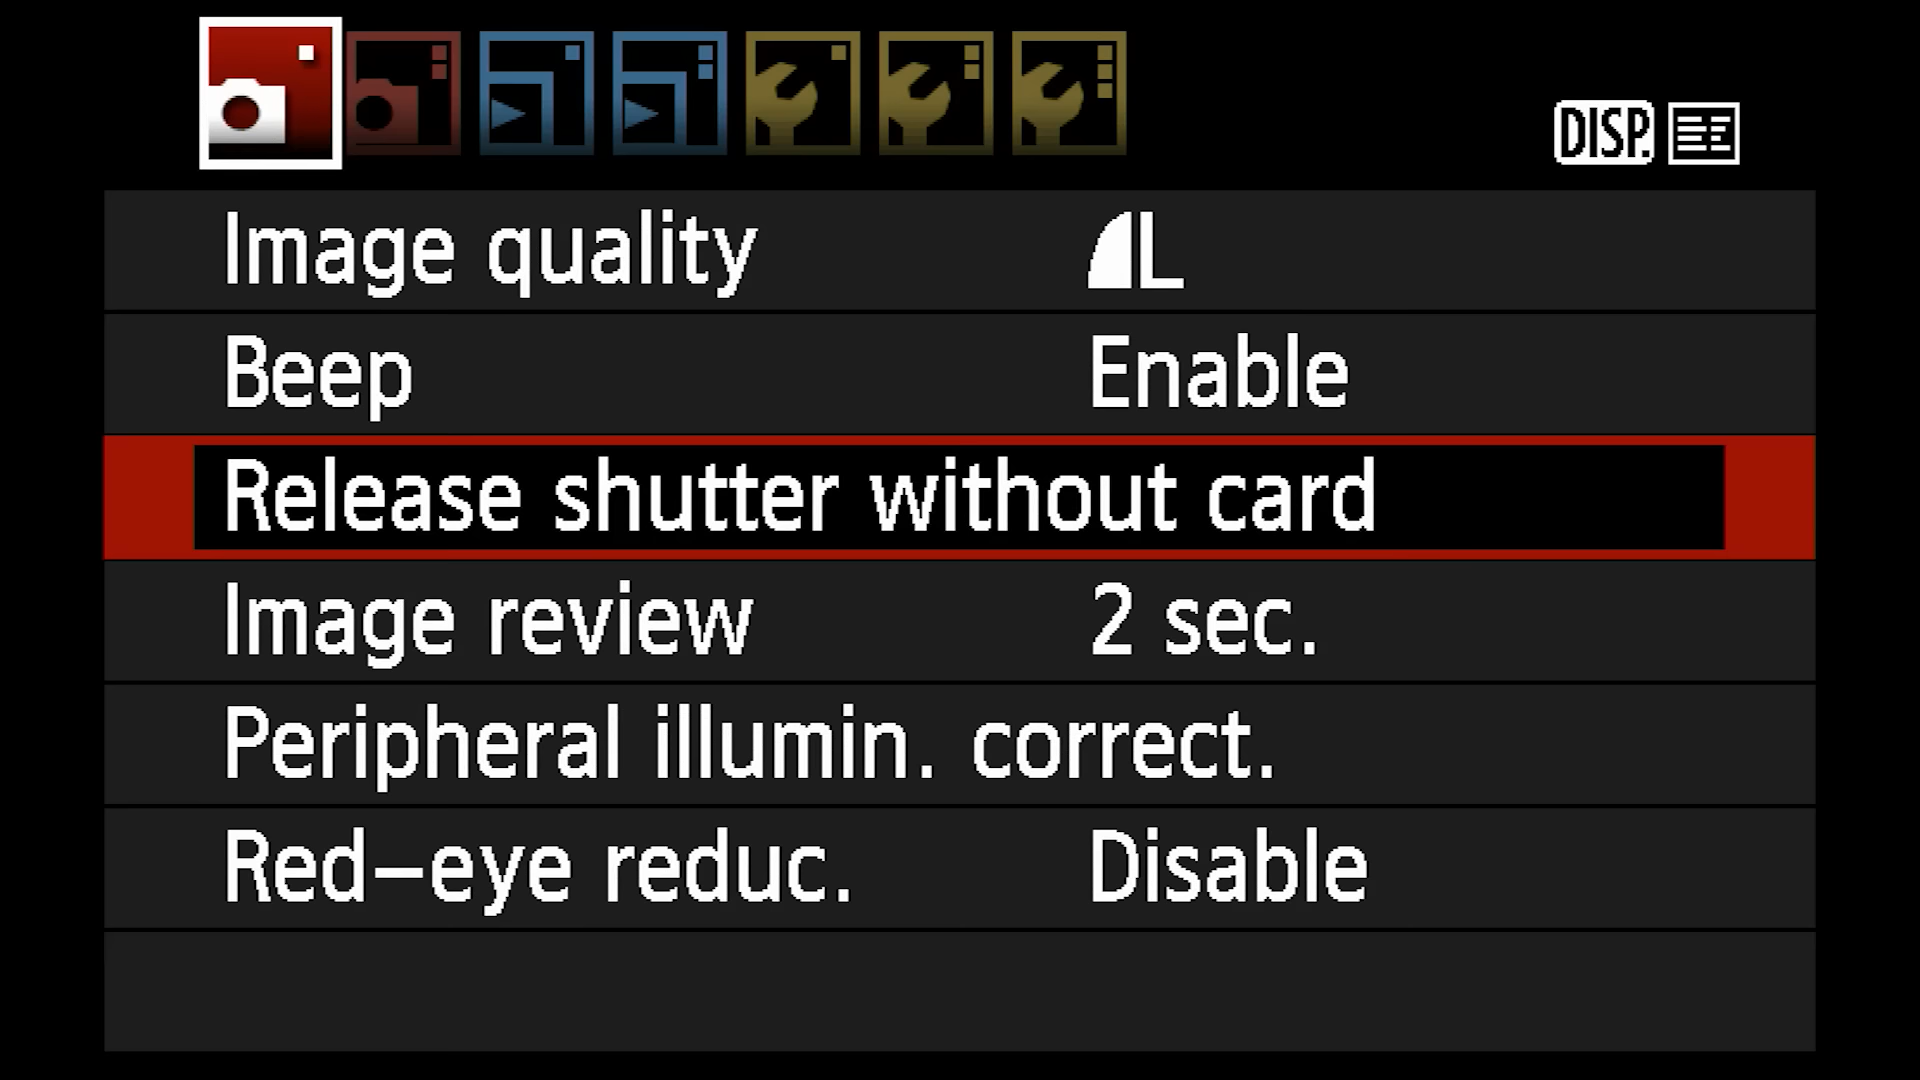 DISP.
Image quality L
Beep Enable
Release shutter without card
Image review 2 sec.
Peripheral illumin. correct.
Red-eye reduc. Disable